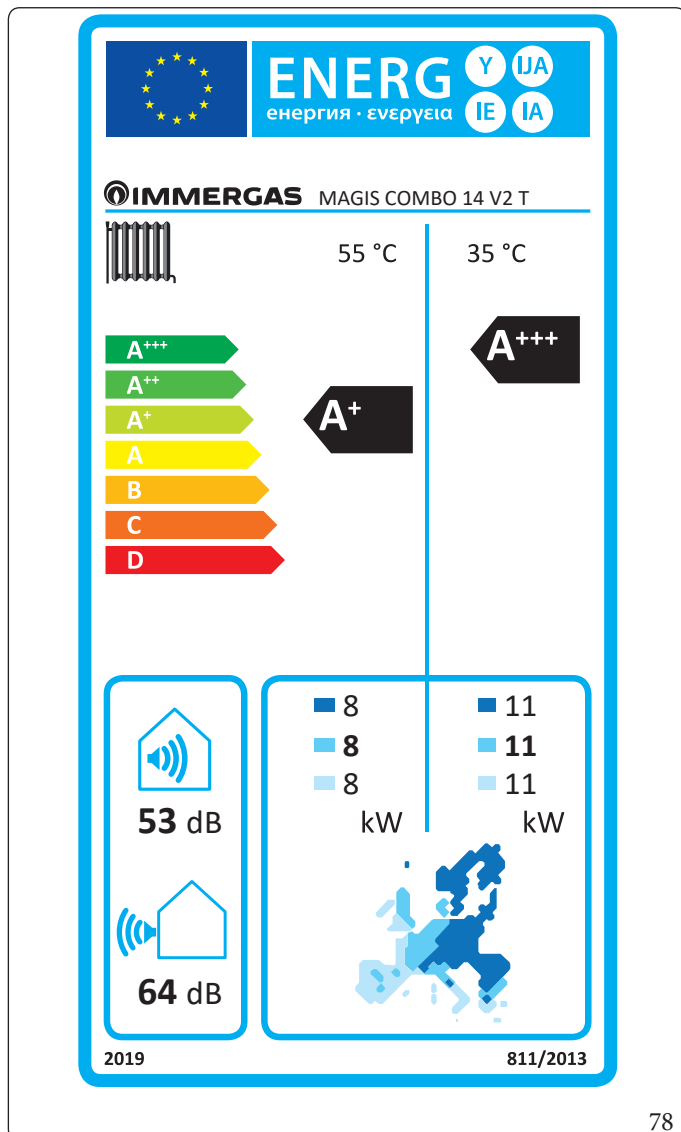 ENERG Y IJA
енергия · ενεργεια IE IA
IMMERGAS MAGIS COMBO 14 V2 T
55 °C 35 °C
A+++ A+++
A++
A+ A+
A
B
C
D
8 11
8 11
8 11
kW kW
53 dB
64 dB
2019 811/2013
78